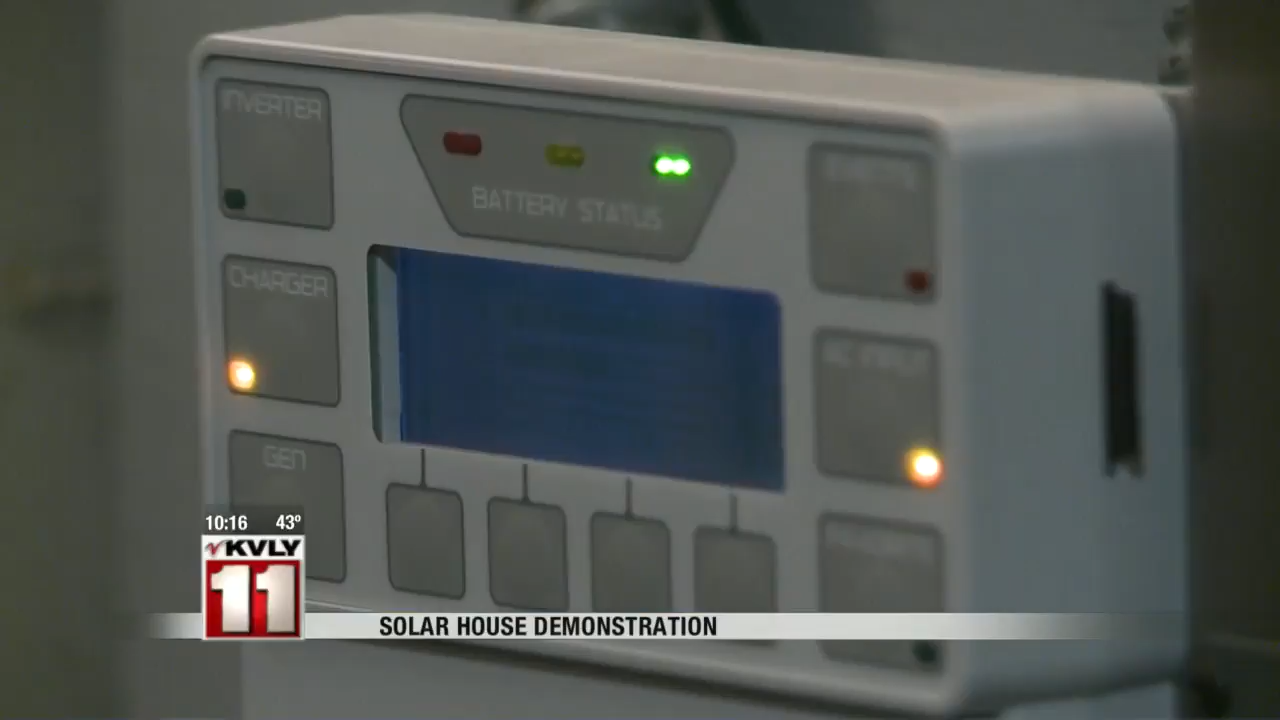 INVERTER
BATTERY STATUS
CHARGER
GEN
10:16 43º
KVLY
11
SOLAR HOUSE DEMONSTRATION